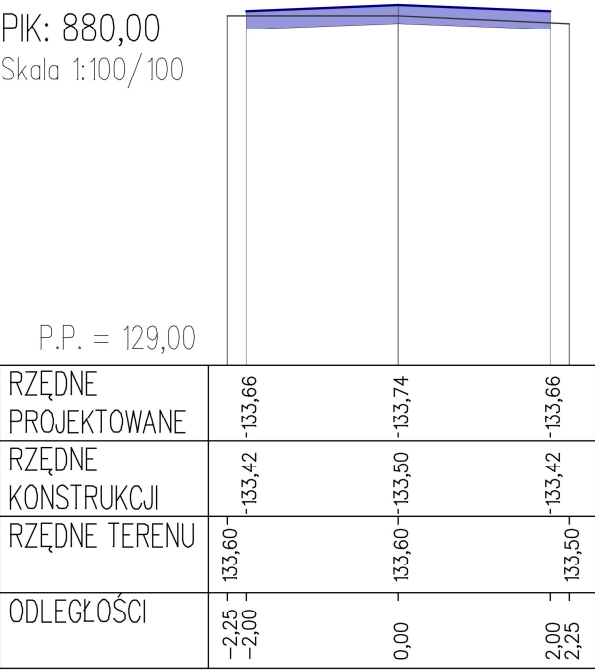 PIK: 880,00
Skala 1:100/100
P.P. = 129,00
RZĘDNE
PROJEKTOWANE
133,66
133,74
133,66
RZĘDNE
KONSTRUKCJI
133,42
133,50
133,42
RZĘDNE TERENU
133,60
133,60
133,50
ODLEGŁOŚCI
-2,25
-2,00
0,00
2,00
2,25